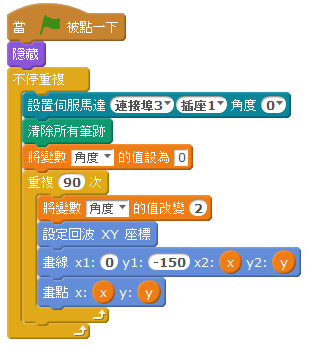 當 被點一下
隱藏
不停重複
設置伺服馬達 連接埠3 插座1 角度 0
清除所有筆跡
將變數 角度 的值設為 0
重複 90 次
將變數 角度 的值改變 2
設定回波 XY 座標
畫線 x1: 0 y1: -150 x2: x y2: y
畫點 x: x y: y